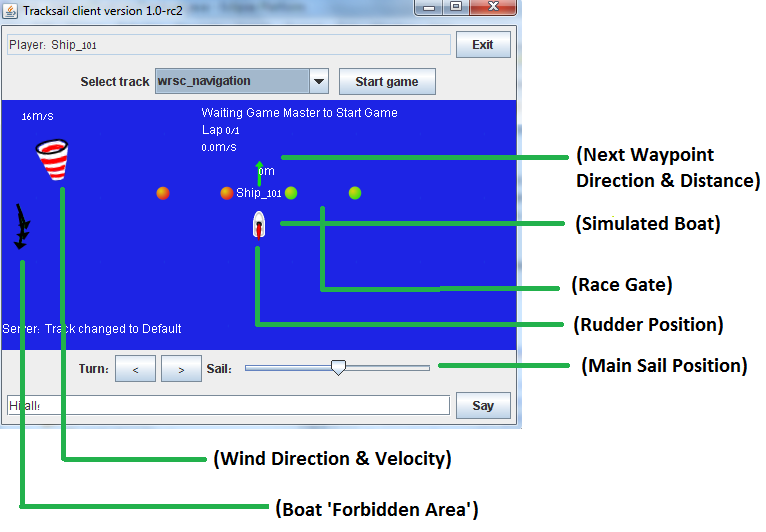 Tracksail client version 1.0-rc2
Player: Ship_101
Exit
Select track
wrsc_navigation
Start game
16m/s
Waiting Game Master to Start Game
Lap 0/1
0.0m/s
0m
Ship_101
(Next Waypoint
Direction & Distance)
(Simulated Boat)
(Race Gate)
(Rudder Position)
Server: Track changed to Default
Turn:
<
>
Sail:
(Main Sail Position)
Hi all!
Say
(Wind Direction & Velocity)
(Boat 'Forbidden Area')